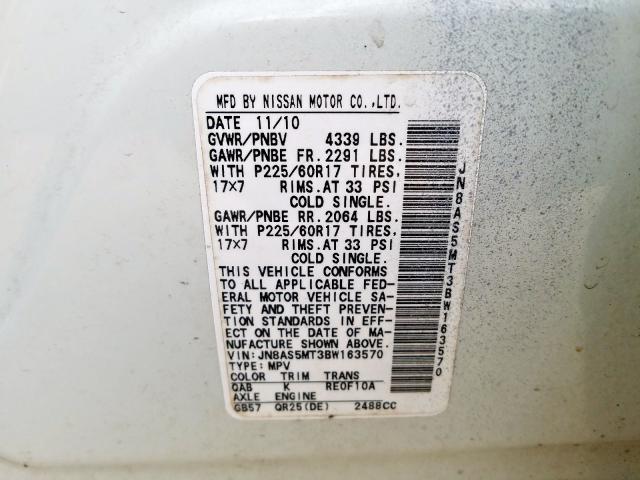 MFD BY NISSAN MOTOR CO.,LTD.
DATE 11/10
GVWR/PNBV 4339 LBS.
GAWR/PNBE FR.2291 LBS.
WITH P225/60R17 TIRES,
17×7 RIMS.AT 33 PSI
COLD SINGLE.
GAWR/PNBE RR.2064 LBS.
WITH P225/60R17 TIRES,
17×7 RIMS.AT 33 PSI
COLD SINGLE.
THIS VEHICLE CONFORMS
TO ALL APPLICABLE FED-
ERAL MOTOR VEHICLE SA-
FETY AND THEFT PREVEN-
TION STANDARDS IN EFF-
ECT ON THE DATE OF MA-
NUFACTURE SHOWN ABOVE.
VIN:JN8AS5MT3BW163570
TYPE:MPV
COLOR TRIM TRANS
QAB K RE0F10A
AXLE ENGINE
GB57 QR25(DE) 2488CC
JN8AS5MT3BW163570